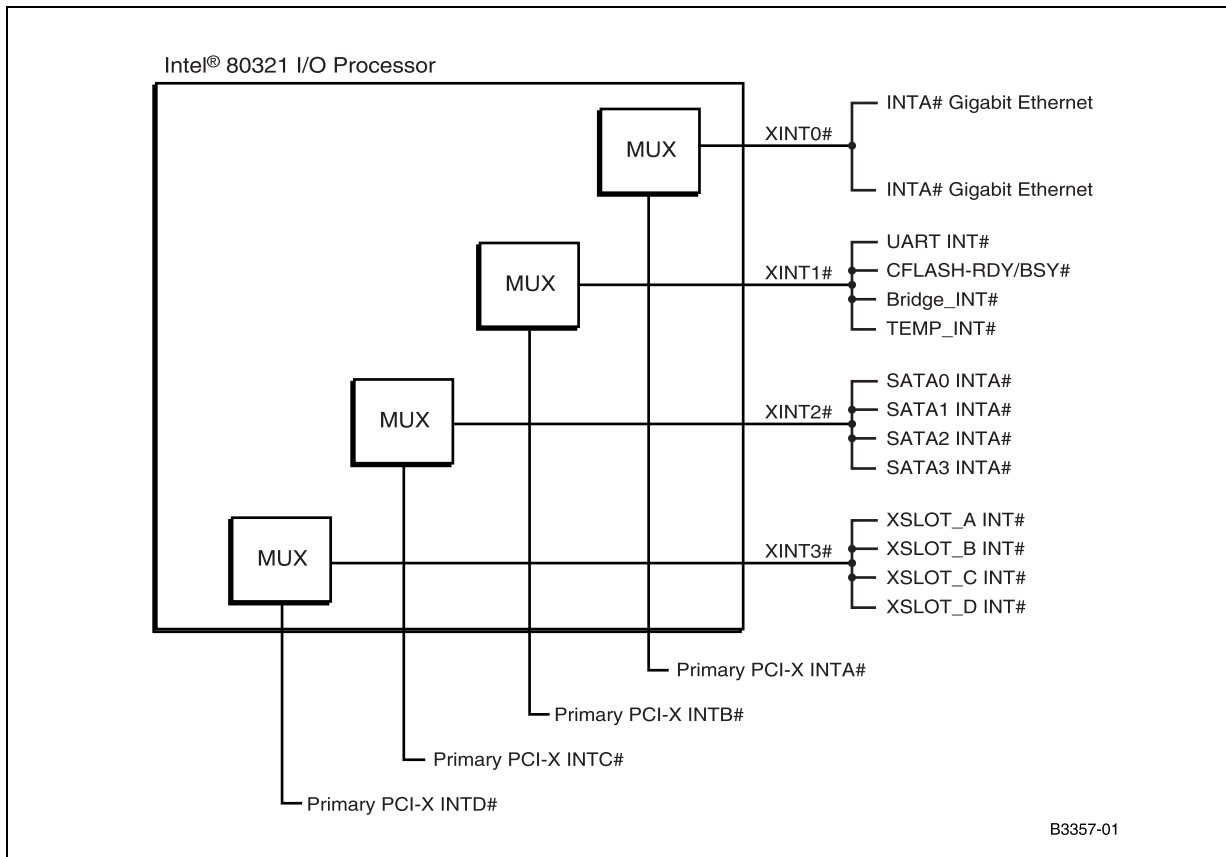 Intel® 80321 I/O Processor
MUX
XINT0#
INTA# Gigabit Ethernet
INTA# Gigabit Ethernet
MUX
XINT1#
UART INT#
CFLASH-RDY/BSY#
Bridge_INT#
TEMP_INT#
MUX
XINT2#
SATA0 INTA#
SATA1 INTA#
SATA2 INTA#
SATA3 INTA#
MUX
XINT3#
XSLOT_A INT#
XSLOT_B INT#
XSLOT_C INT#
XSLOT_D INT#
Primary PCI-X INTA#
Primary PCI-X INTB#
Primary PCI-X INTC#
Primary PCI-X INTD#
B3357-01